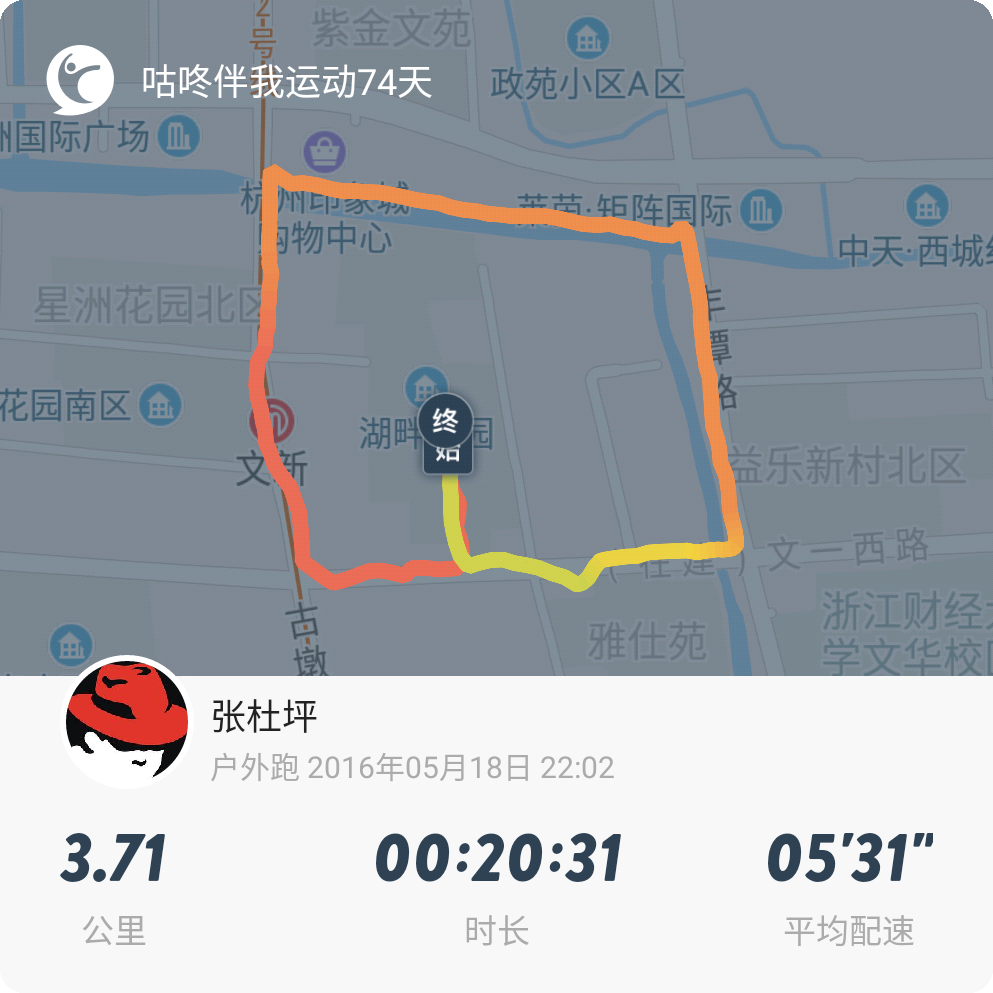 2号
紫金文苑
咕咚伴我运动74天
政苑小区A区
州国际广场
杭州印象城
购物中心
莱茵·矩阵国际
中天·西城纟
星洲花园北区
丰潭路
花园南区
湖畔
园
终
始
文新
益乐新村北区
(在建)文一西路
古墩
雅仕苑
浙江财经大
学文华校区
张杜坪
户外跑 2016年05月18日 22:02
3.71
00:20:31
05'31"
公里
时长
平均配速